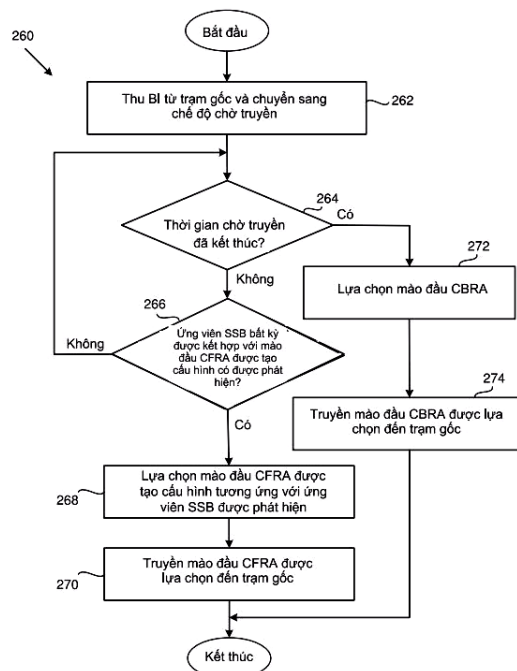 260
Bắt đầu
Thu BI từ trạm gốc và chuyển sang
chế độ chờ truyền
262
264
Thời gian chờ truyền
đã kết thúc?
Có
Không
272
Lựa chọn mào đầu CBRA
266
Không
Ứng viên SSB bất kỳ
được kết hợp với mào
đầu CFRA được tạo
cấu hình có được phát
hiện?
274
Truyền mào đầu CBRA được lựa
chọn đến trạm gốc
Có
Lựa chọn mào đầu CFRA được
tạo cấu hình tương ứng với ứng
viên SSB được phát hiện
268
Truyền mào đầu CFRA được
lựa chọn đến trạm gốc
270
Kết thúc